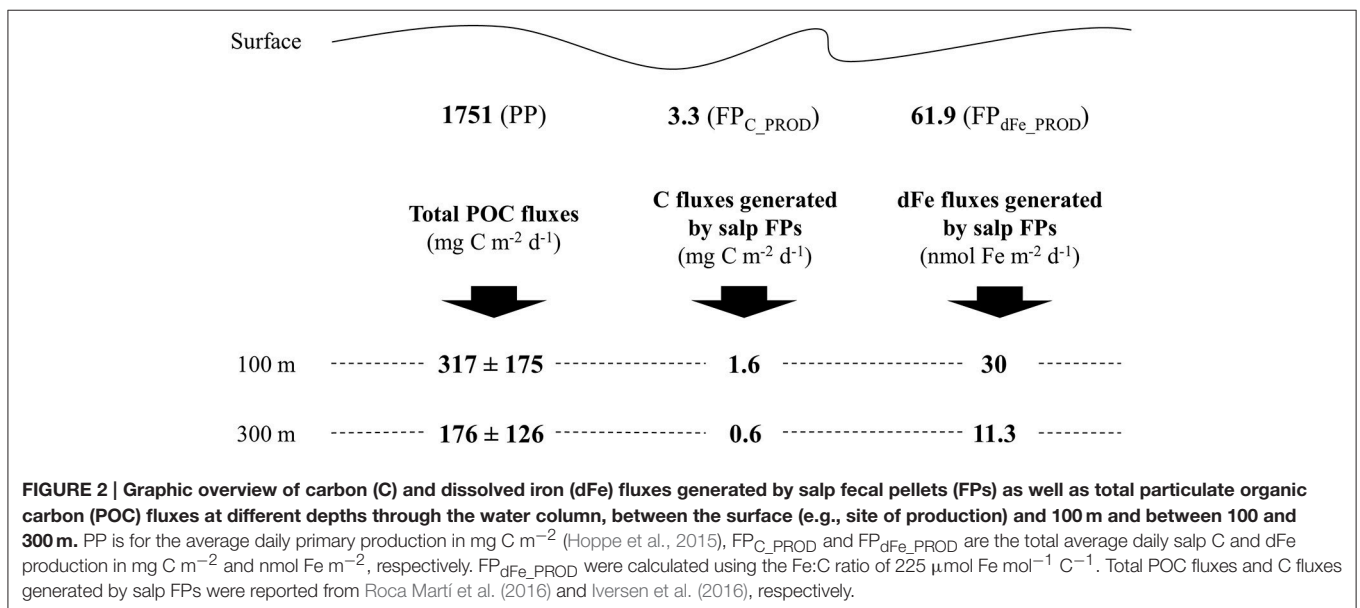 Surface
1751 (PP) 3.3 (FP_C_PROD) 61.9 (FP_dFe_PROD)
Total POC fluxes
(mg C m⁻² d⁻¹)
C fluxes generated
by salp FPs
(mg C m⁻² d⁻¹)
dFe fluxes generated
by salp FPs
(nmol Fe m⁻² d⁻¹)
100 m 317 ± 175 1.6 30
300 m 176 ± 126 0.6 11.3
FIGURE 2 | Graphic overview of carbon (C) and dissolved iron (dFe) fluxes generated by salp fecal pellets (FPs) as well as total particulate organic
carbon (POC) fluxes at different depths through the water column, between the surface (e.g., site of production) and 100 m and between 100 and
300 m. PP is for the average daily primary production in mg C m⁻² (Hoppe et al., 2015), FP_C_PROD and FP_dFe_PROD are the total average daily salp C and dFe
production in mg C m⁻² and nmol Fe m⁻², respectively. FP_dFe_PROD were calculated using the Fe:C ratio of 225 μmol Fe mol⁻¹ C⁻¹. Total POC fluxes and C fluxes
generated by salp FPs were reported from Roca Martí et al. (2016) and Iversen et al. (2016), respectively.